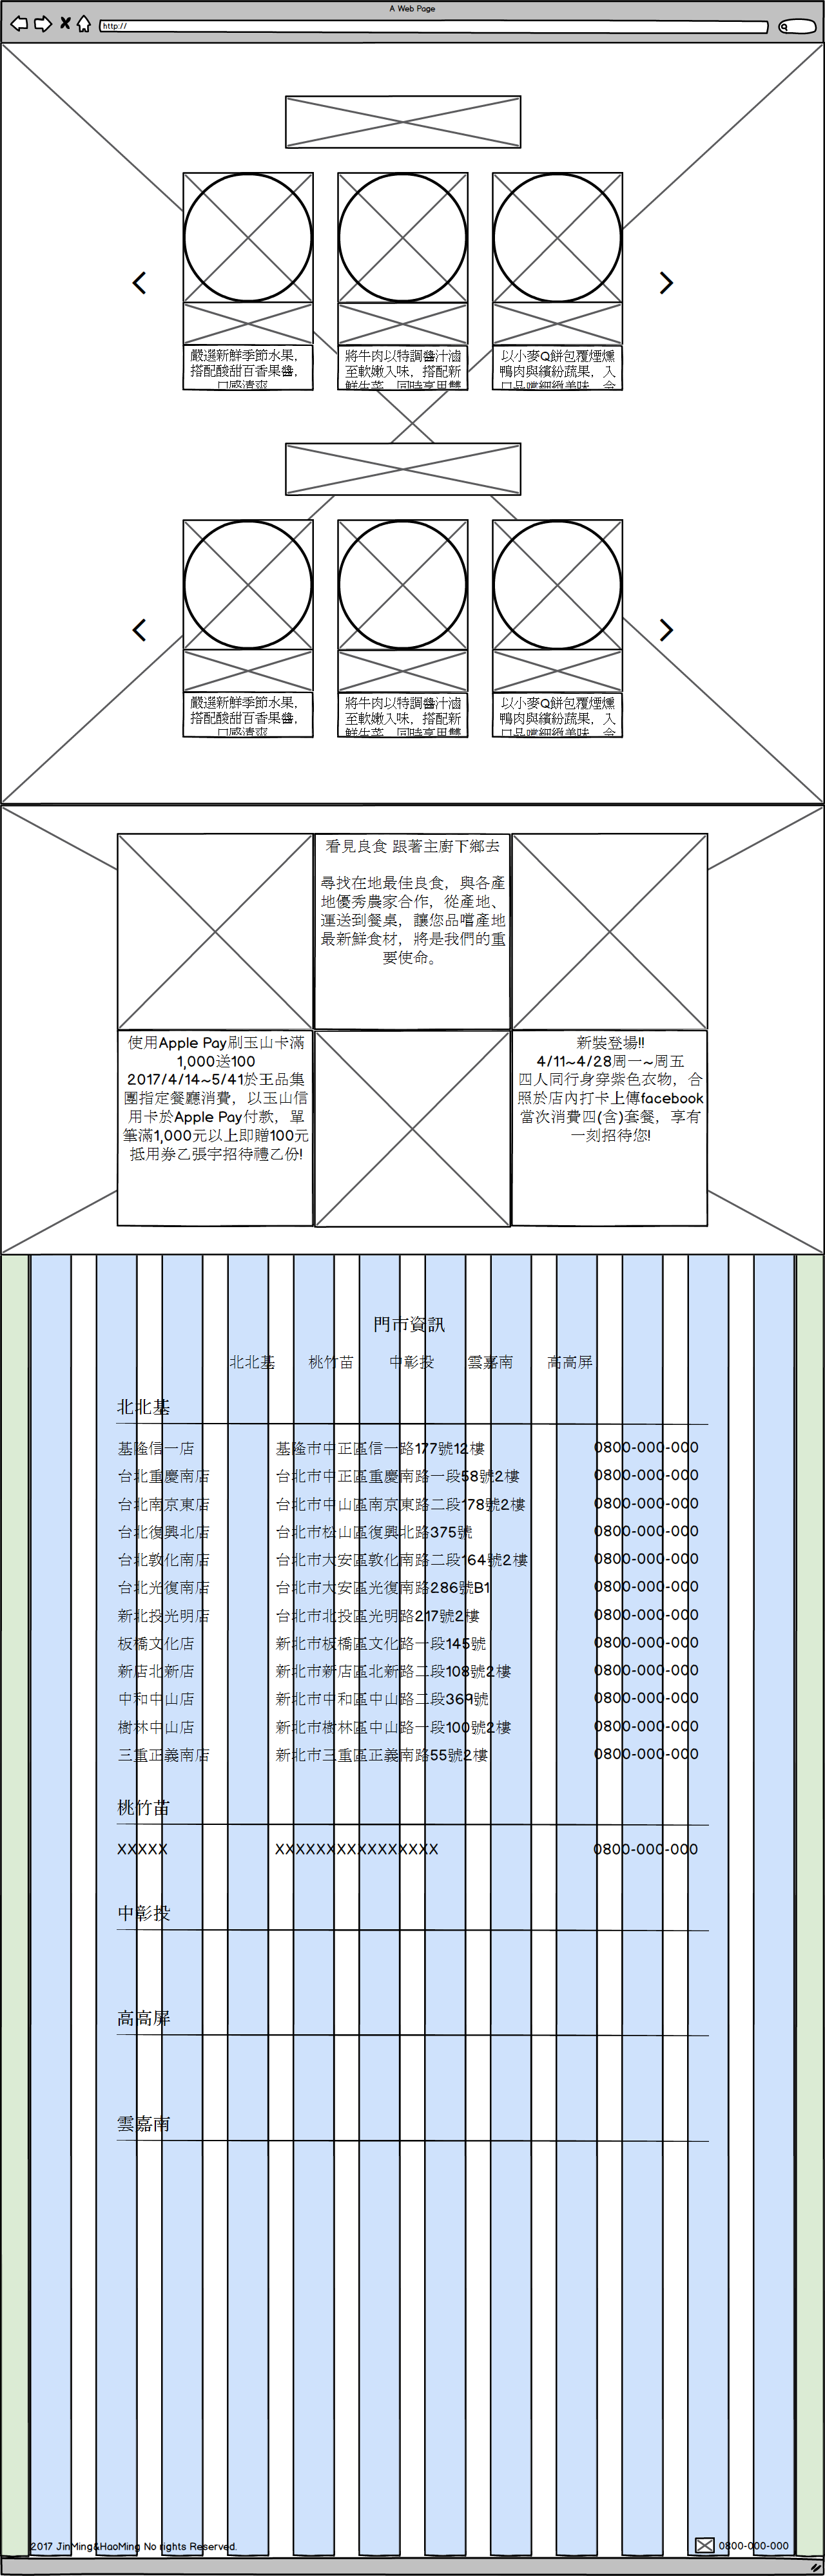 A Web Page
http://
嚴選新鮮季節水果，
搭配酸甜百香果醬，
口感清爽
將牛肉以特調醬汁滷
至軟嫩入味，搭配新
鮮生菜，同時享用雙
以小麥Q餅包覆煙燻
鴨肉與繽紛蔬果，入
口品嚐細緻美味，令
嚴選新鮮季節水果，
搭配酸甜百香果醬，
口感清爽
將牛肉以特調醬汁滷
至軟嫩入味，搭配新
鮮生菜，同時享用雙
以小麥Q餅包覆煙燻
鴨肉與繽紛蔬果，入
口品嚐細緻美味，令
看見良食 跟著主廚下鄉去
尋找在地最佳良食，與各產
地優秀農家合作，從產地、
運送到餐桌，讓您品嚐產地
最新鮮食材，將是我們的重
要使命。
使用Apple Pay刷玉山卡滿
1,000送100
2017/4/14~5/41於王品集
團指定餐廳消費，以玉山信
用卡於Apple Pay付款，單
筆滿1,000元以上即贈100元
抵用券乙張宇招待禮乙份!
新裝登場!!
4/11~4/28周一~周五
四人同行身穿紫色衣物，合
照於店內打卡上傳facebook
當次消費四(含)套餐，享有
一刻招待您!
門市資訊
北北基 桃竹苗 中彰投 雲嘉南 高高屏
北北基
基隆信一店 基隆市中正區信一路177號12樓 0800-000-000
台北重慶南店 台北市中正區重慶南路一段58號2樓 0800-000-000
台北南京東店 台北市中山區南京東路二段178號2樓 0800-000-000
台北復興北店 台北市松山區復興北路375號 0800-000-000
台北敦化南店 台北市大安區敦化南路二段164號2樓 0800-000-000
台北光復南店 台北市大安區光復南路286號B1 0800-000-000
新北投光明店 台北市北投區光明路217號2樓 0800-000-000
板橋文化店 新北市板橋區文化路一段145號 0800-000-000
新店北新店 新北市新店區北新路二段108號2樓 0800-000-000
中和中山店 新北市中和區中山路二段369號 0800-000-000
樹林中山店 新北市樹林區中山路一段100號2樓 0800-000-000
三重正義南店 新北市三重區正義南路55號2樓 0800-000-000
桃竹苗
XXXXX XXXXXXXXXXXXXXXX 0800-000-000
中彰投
高高屏
雲嘉南
2017 JinMing&HaoMing No rights Reserved. 0800-000-000